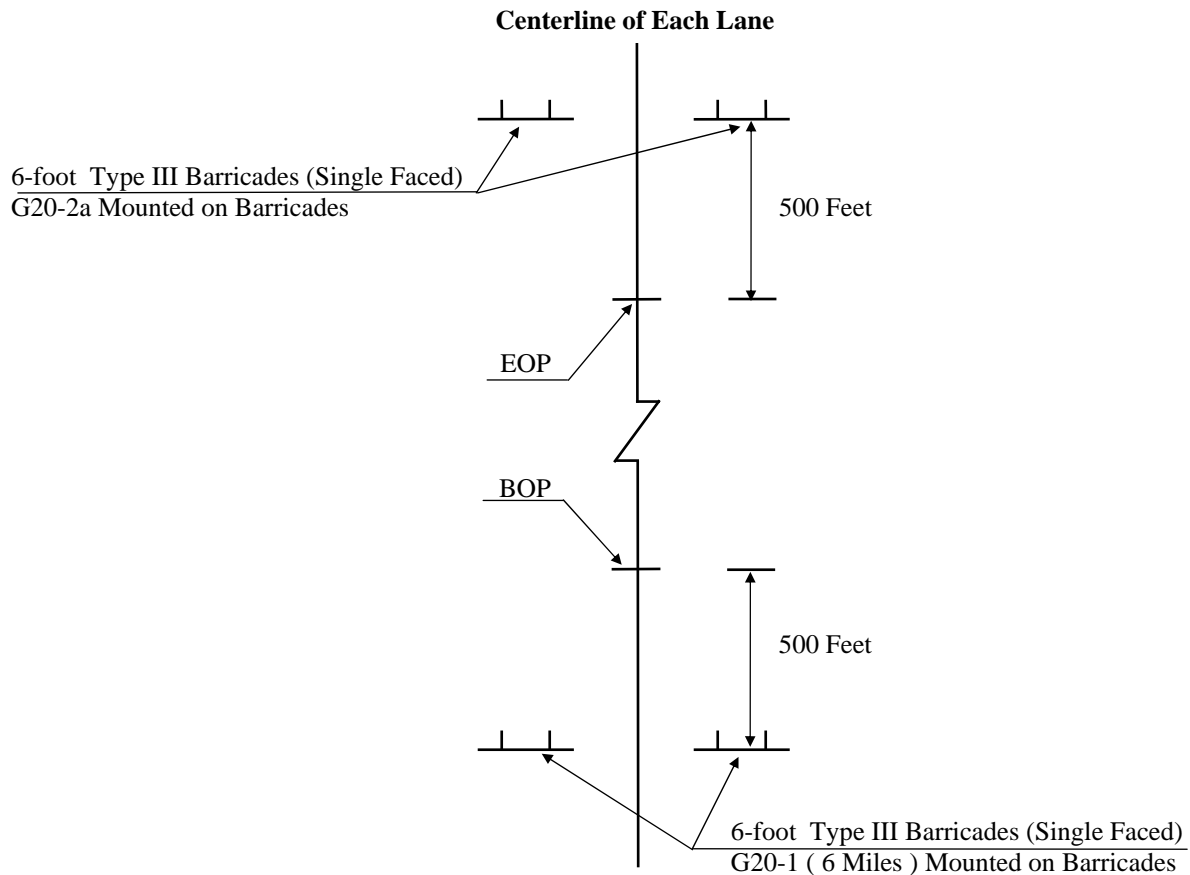 Centerline of Each Lane
6-foot Type III Barricades (Single Faced)
G20-2a Mounted on Barricades
500 Feet
EOP
BOP
500 Feet
6-foot Type III Barricades (Single Faced)
G20-1 ( 6 Miles ) Mounted on Barricades